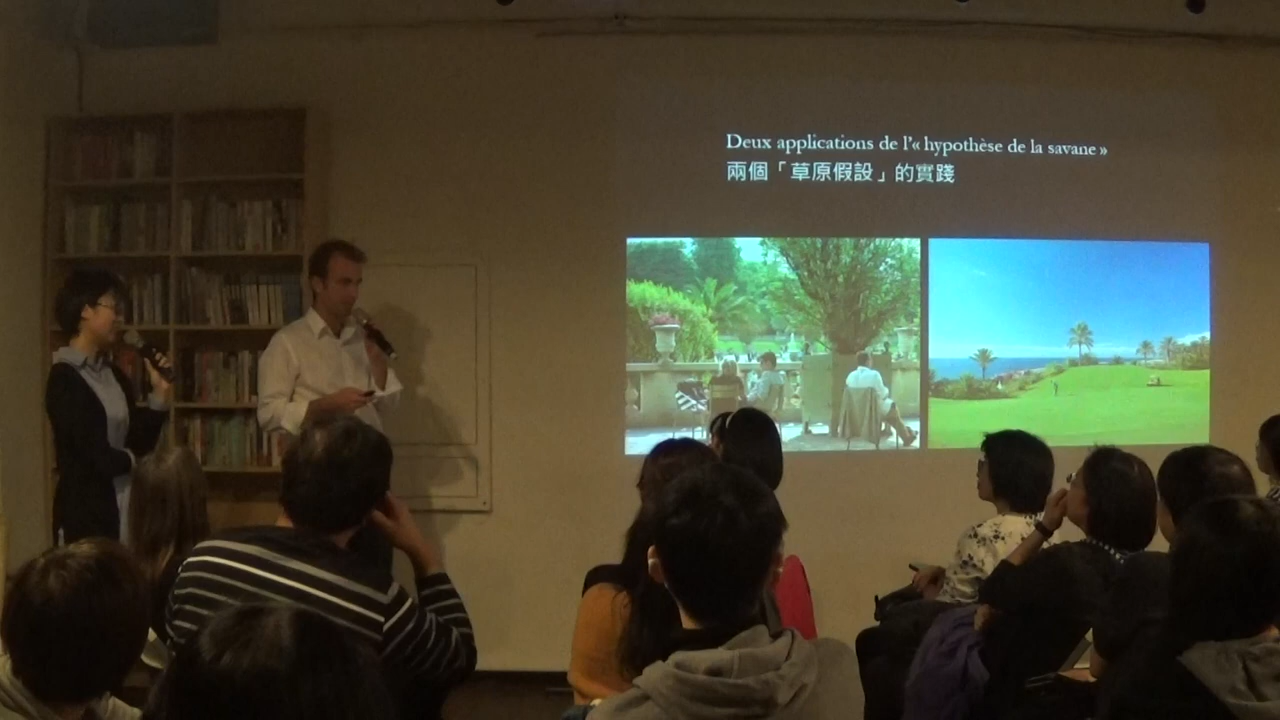 Deux applications de l'« hypothèse de la savane »
兩個「草原假設」的實踐